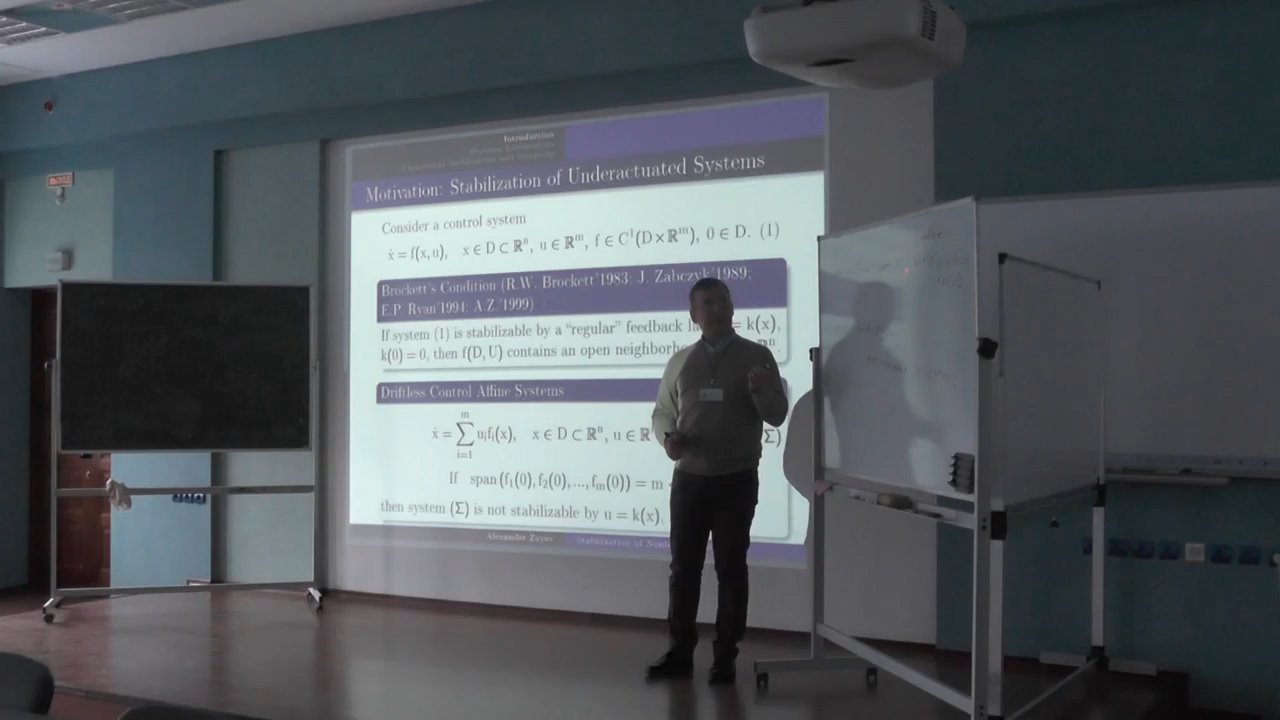 Introduction
Motivation: Stabilization of Underactuated Systems
Consider a control system
ẋ = f(x,u), x ∈ D ⊂ ℝⁿ, u ∈ ℝᵐ, f ∈ C¹(D × ℝᵐ), 0 ∈ D. (1)
Brockett's Condition (R.W. Brockett'1983; J. Zabczyk'1989;
E.P. Ryan'1994; A.Z.'1999)
If system (1) is stabilizable by a "regular" feedback = k(x),
k(0) = 0, then f(D,U) contains an open
Driftless Control Affine Systems
ẋ = ∑ᵢ₌₁ᵐ uᵢfᵢ(x), x ∈ D ⊂ ℝⁿ, u ∈ Σ)
If span(f₁(0), f₂(0), ..., fₘ(0)) = m
then system (Σ) is not stabilizable by u = k(x).
Alexander Zuyev Stabilization of